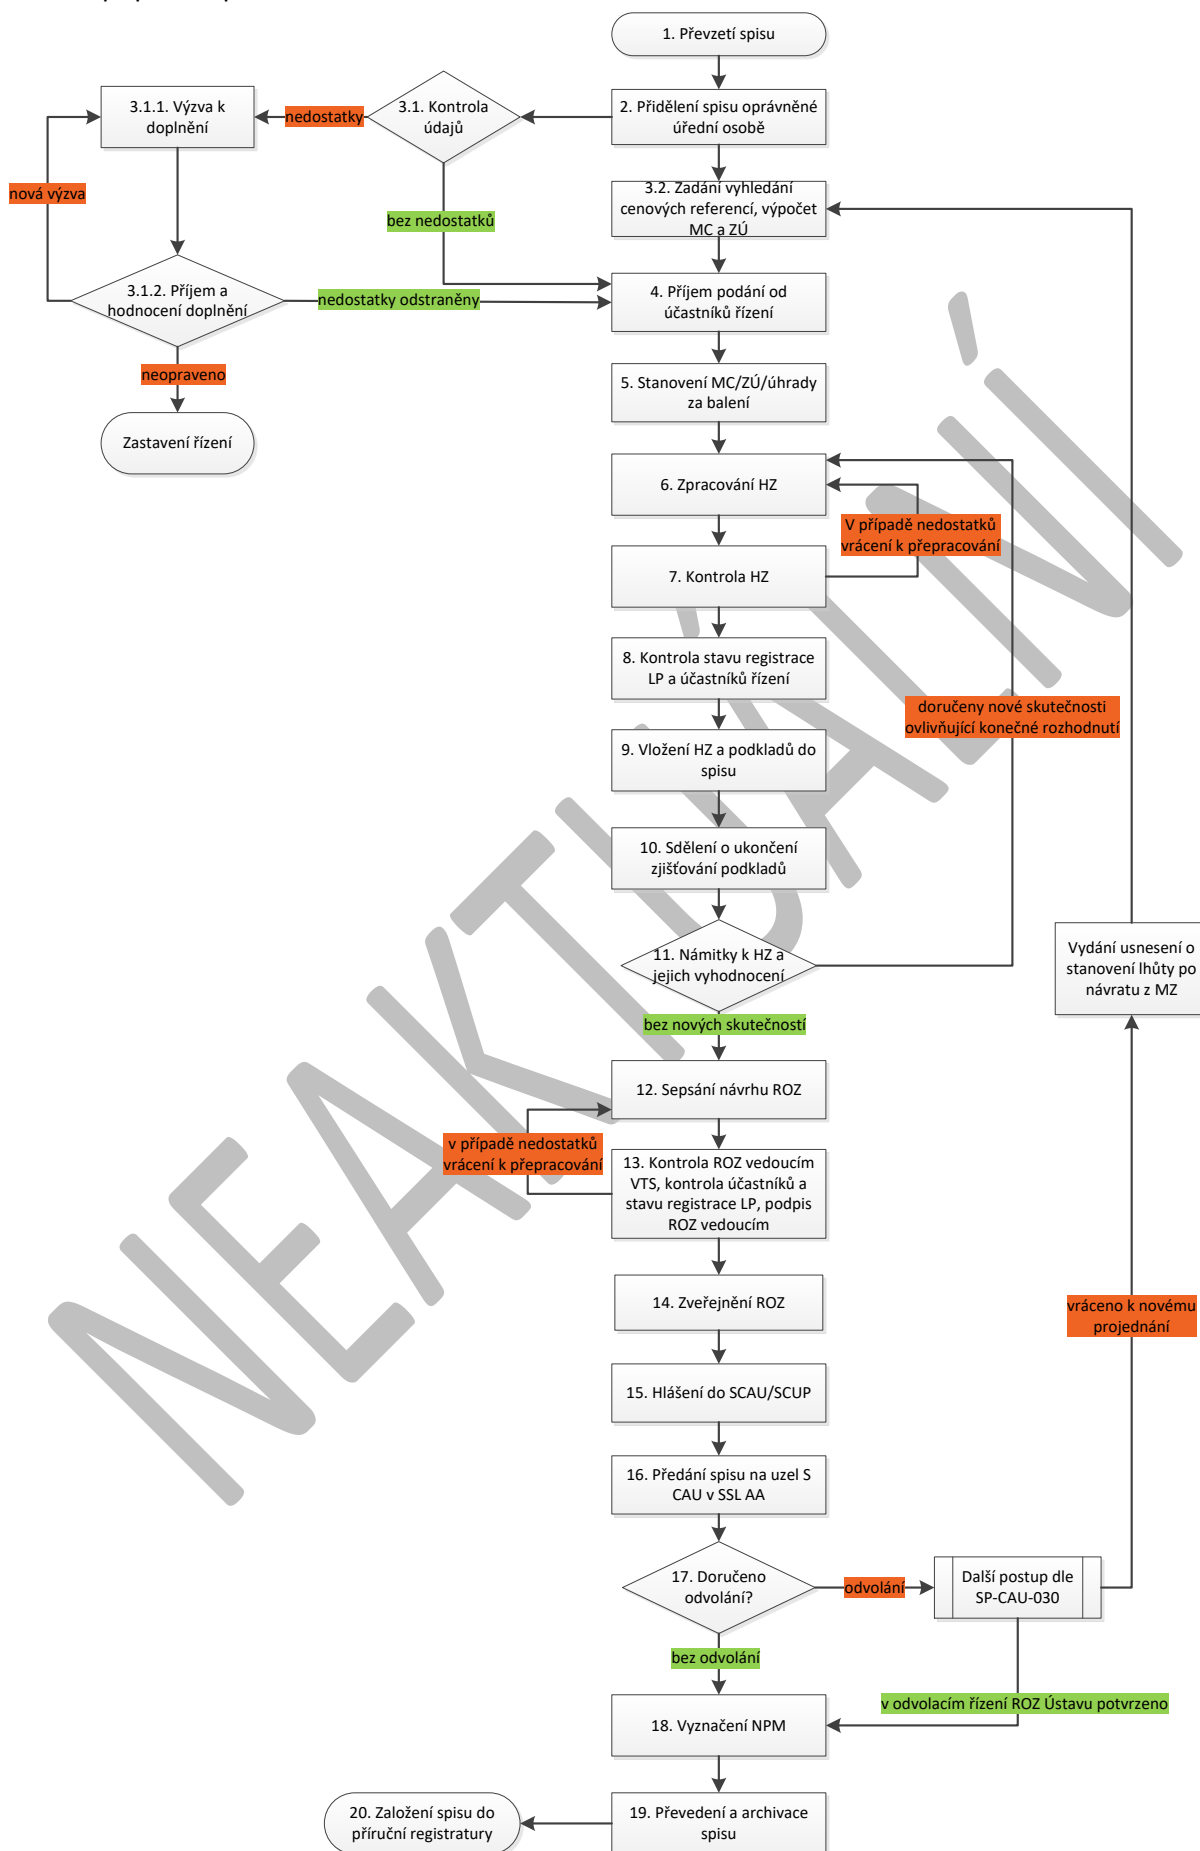 1. Převzetí spisu
2. Přidělení spisu oprávněné
úřední osobě
3.1. Kontrola
údajů
nedostatky
3.1.1. Výzva k
doplnění
nová výzva
bez nedostatků
3.2. Zadání vyhledání
cenových referencí, výpočet
MC a ZÚ
3.1.2. Příjem a
hodnocení doplnění
nedostatky odstraněny
4. Příjem podání od
účastníků řízení
neopraveno
Zastavení řízení
5. Stanovení MC/ZÚ/úhrady
za balení
6. Zpracování HZ
V případě nedostatků
vrácení k přepracování
7. Kontrola HZ
8. Kontrola stavu registrace
LP a účastníků řízení
doručeny nové skutečnosti
ovlivňující konečné rozhodnutí
9. Vložení HZ a podkladů do
spisu
10. Sdělení o ukončení
zjišťování podkladů
11. Námitky k HZ a
jejich vyhodnocení
Vydání usnesení o
stanovení lhůty po
návratu z MZ
bez nových skutečností
12. Sepsání návrhu ROZ
v případě nedostatků
vrácení k přepracování
13. Kontrola ROZ vedoucím
VTS, kontrola účastníků a
stavu registrace LP, podpis
ROZ vedoucím
14. Zveřejnění ROZ
vráceno k novému
projednání
15. Hlášení do SCAU/SCUP
16. Předání spisu na uzel S
CAU v SSL AA
17. Doručeno
odvolání?
odvolání
Další postup dle
SP-CAU-030
bez odvolání
v odvolacím řízení ROZ Ústavu potvrzeno
18. Vyznačení NPM
19. Převedení a archivace
spisu
20. Založení spisu do
příruční registratury
NEAKTUÁLNÍ